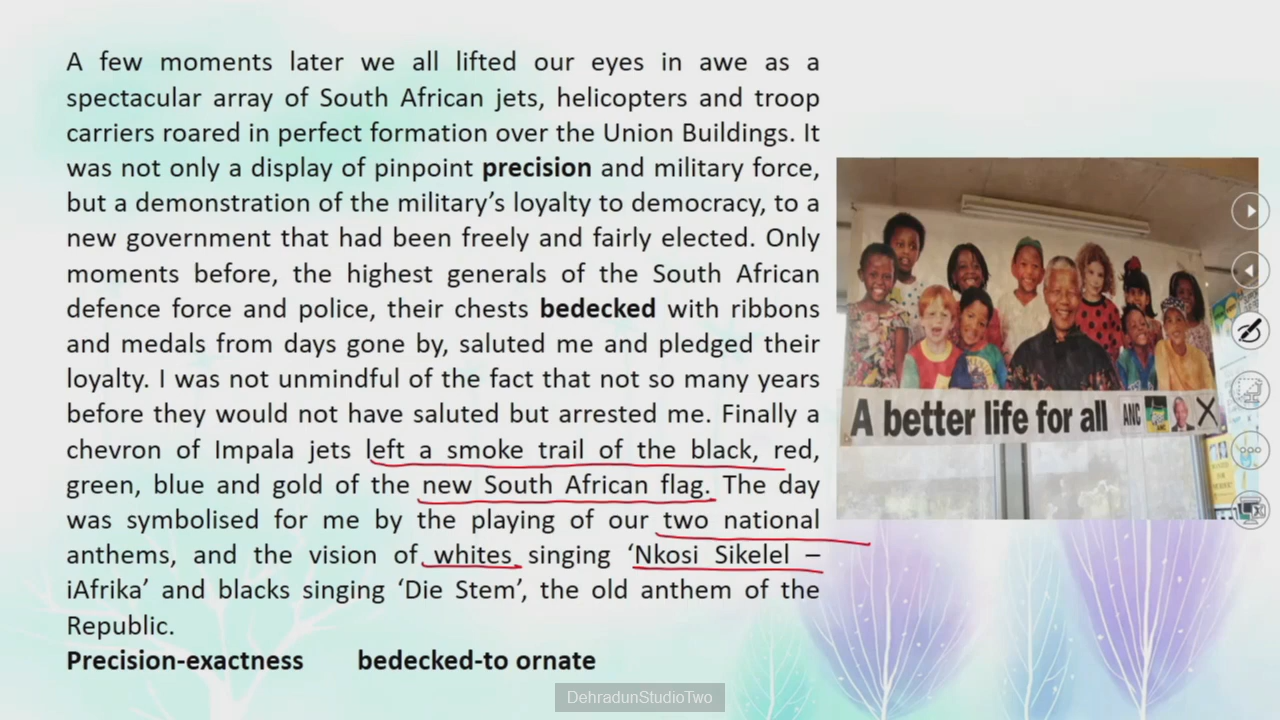 A few moments later we all lifted our eyes in awe as a
spectacular array of South African jets, helicopters and troop
carriers roared in perfect formation over the Union Buildings. It
was not only a display of pinpoint precision and military force,
but a demonstration of the military's loyalty to democracy, to a
new government that had been freely and fairly elected. Only
moments before, the highest generals of the South African
defence force and police, their chests bedecked with ribbons
and medals from days gone by, saluted me and pledged their
loyalty. I was not unmindful of the fact that not so many years
before they would not have saluted but arrested me. Finally a
chevron of Impala jets left a smoke trail of the black, red,
green, blue and gold of the new South African flag. The day
was symbolised for me by the playing of our two national
anthems, and the vision of whites singing ‘Nkosi Sikelel –
iAfrika’ and blacks singing ‘Die Stem’, the old anthem of the
Republic.
Precision-exactness bedecked-to ornate
A better life for all ANC X
DehradunStudioTwo